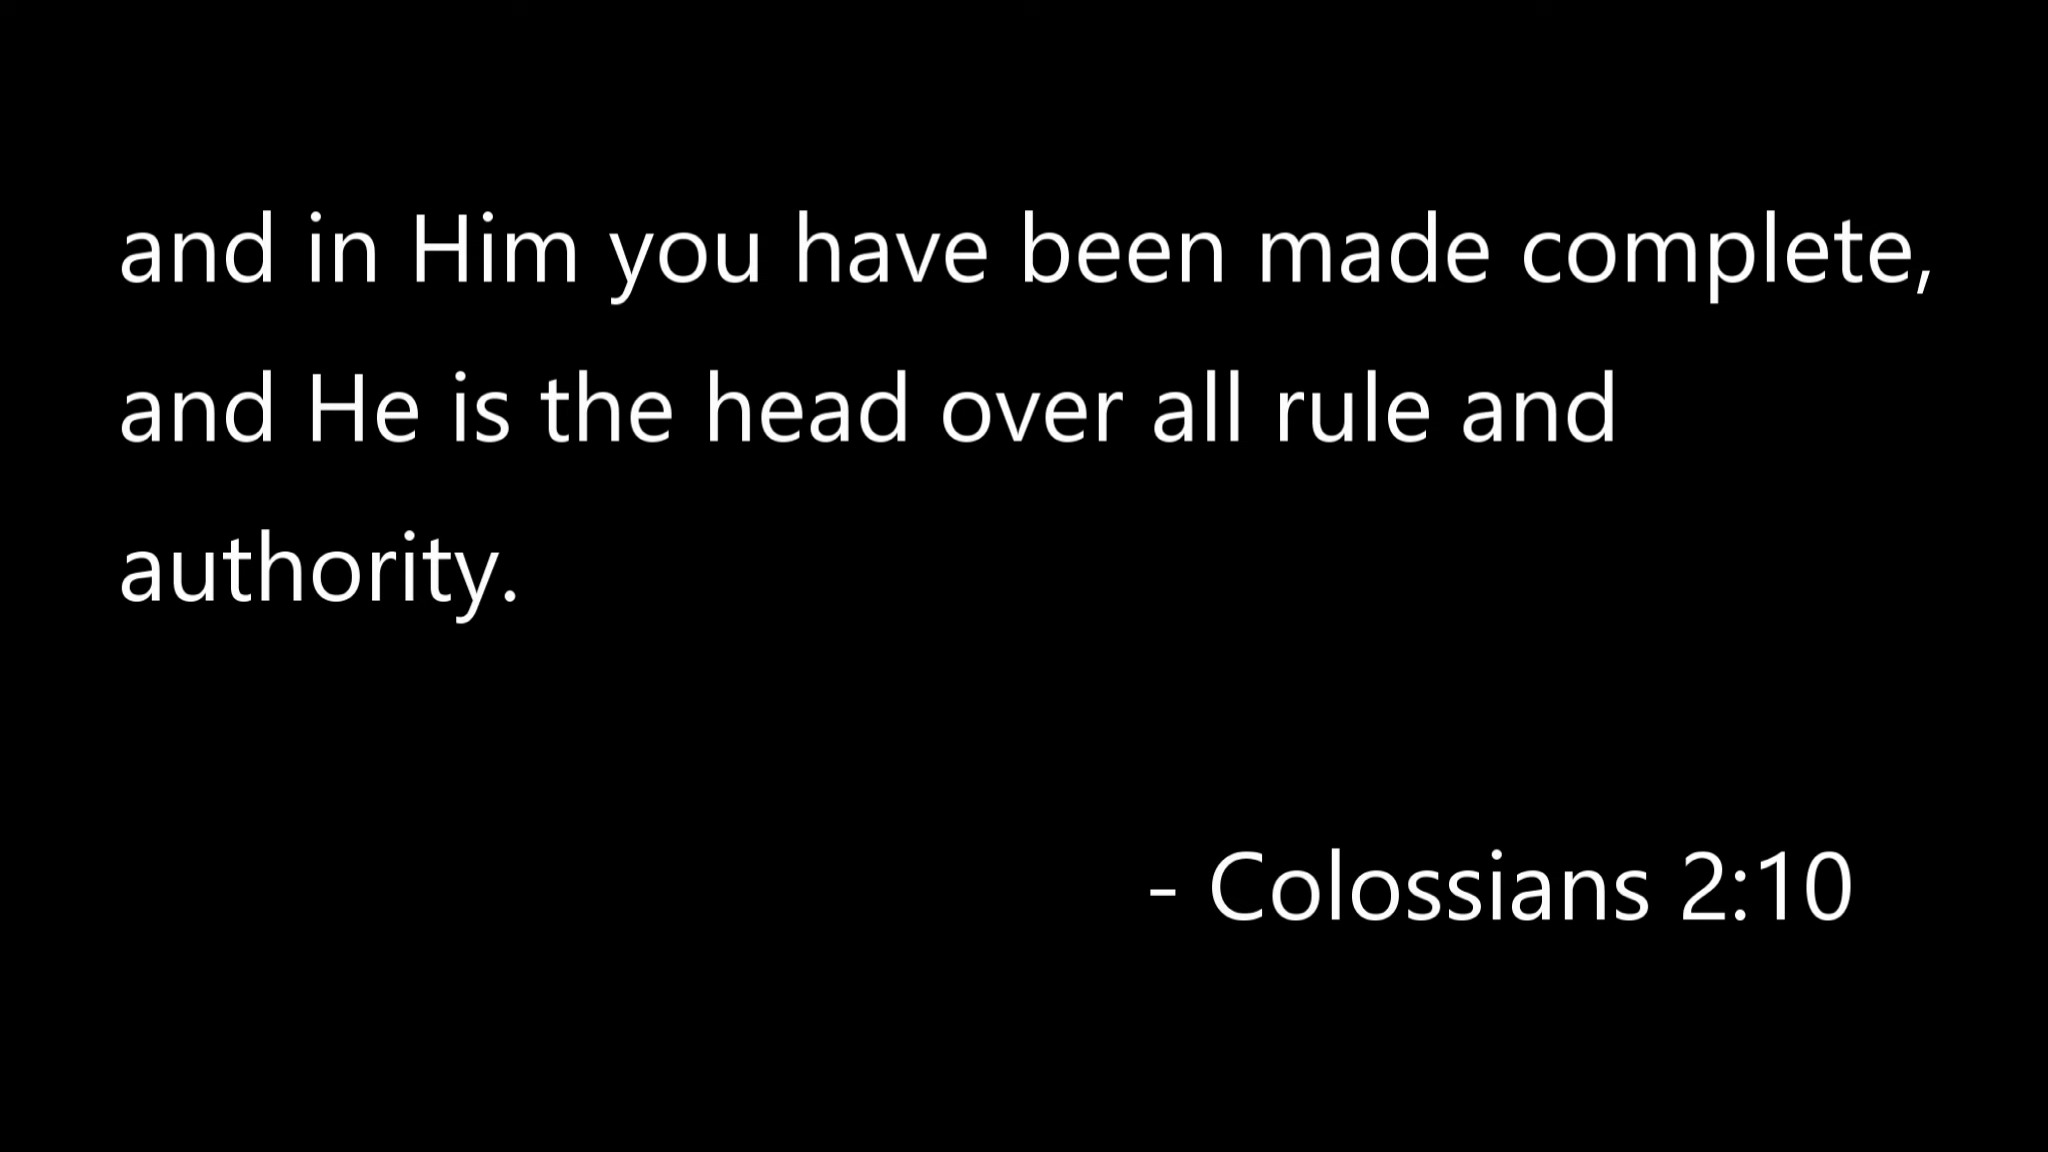 and in Him you have been made complete,
and He is the head over all rule and
authority.
- Colossians 2:10